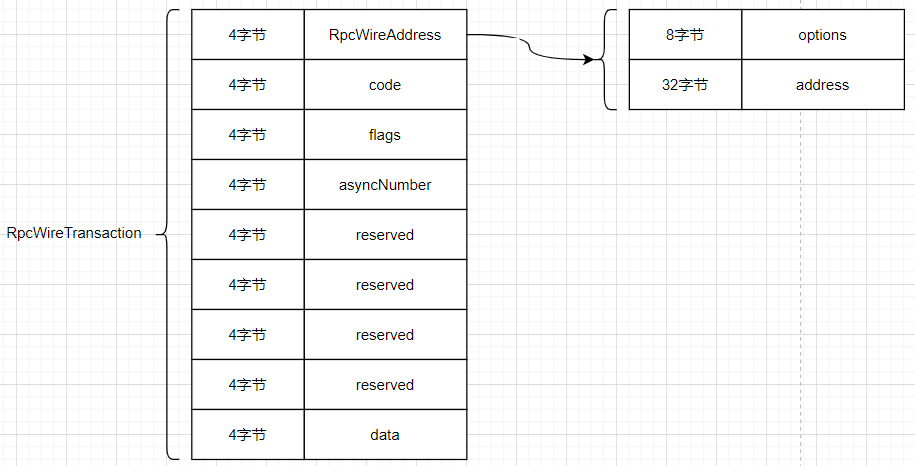 4字节 RpcWireAddress
4字节 code
4字节 flags
4字节 asyncNumber
4字节 reserved
4字节 reserved
4字节 reserved
4字节 reserved
4字节 data
RpcWireTransaction
8字节 options
32字节 address